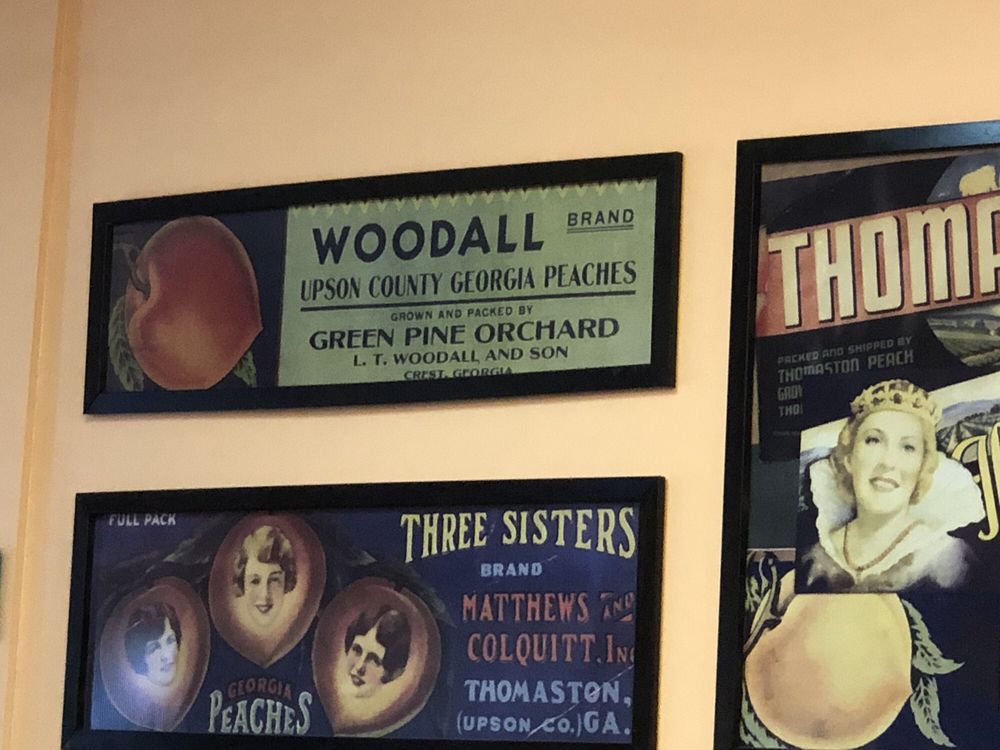 WOODALL BRAND
UPSON COUNTY GEORGIA PEACHES
GROWN AND PACKED BY
GREEN PINE ORCHARD
L. T. WOODALL AND SON
CREST, GEORGIA
FULL PACK
THREE SISTERS
BRAND
MATTHEWS AND
COLQUITT, INC
THOMASTON,
(UPSON CO.) GA.
GEORGIA
PEACHES
THOMA
PACKED AND SHIPPED BY
THOMASTON PEACH
GROW
THO